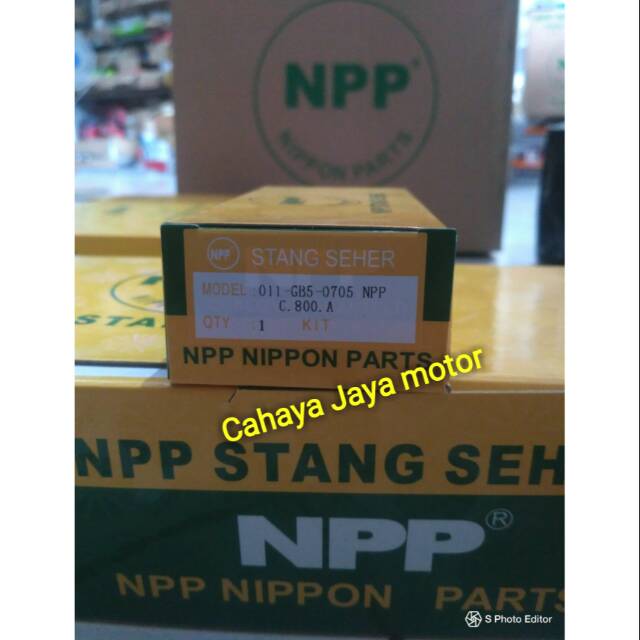 NPP
NIPPON PARTS
NPP STANG SEHER
MODEL :011-GB5-0705 NPP
C.800.A
QTY :1 KIT
NPP NIPPON PARTS
Cahaya Jaya motor
NPP STANG SEH
NPP®
NPP NIPPON PARTS
S Photo Editor